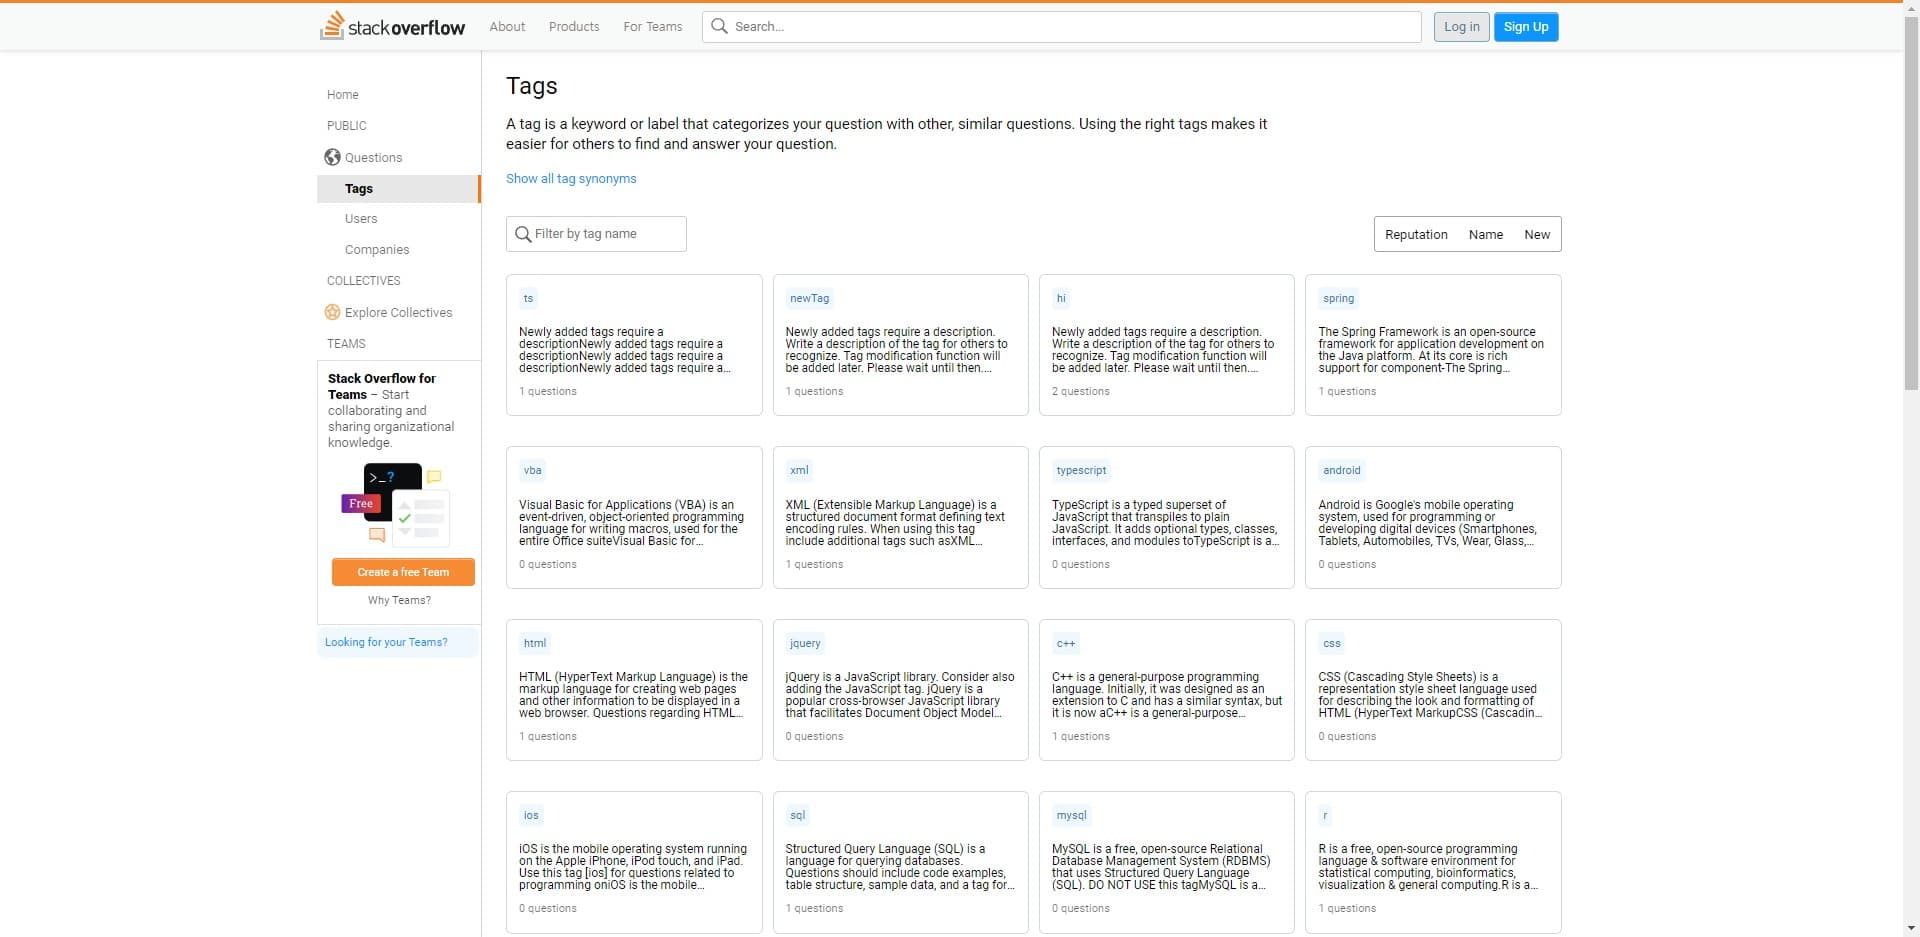 stackoverflow About Products For Teams Search... Log in Sign Up
Home
PUBLIC
Questions
Tags
Users
Companies
COLLECTIVES
Explore Collectives
TEAMS
Stack Overflow for
Teams – Start
collaborating and
sharing organizational
knowledge.
>_?
Free
Create a free Team
Why Teams?
Looking for your Teams?
Tags
A tag is a keyword or label that categorizes your question with other, similar questions. Using the right tags makes it
easier for others to find and answer your question.
Show all tag synonyms
Filter by tag name
Reputation Name New
ts
Newly added tags require a
descriptionNewly added tags require a
descriptionNewly added tags require a
descriptionNewly added tags require a...
1 questions
newTag
Newly added tags require a description.
Write a description of the tag for others to
recognize. Tag modification function will
be added later. Please wait until then....
1 questions
hi
Newly added tags require a description.
Write a description of the tag for others to
recognize. Tag modification function will
be added later. Please wait until then....
2 questions
spring
The Spring Framework is an open-source
framework for application development on
the Java platform. At its core is rich
support for component-The Spring...
1 questions
vba
Visual Basic for Applications (VBA) is an
event-driven, object-oriented programming
language for writing macros, used for the
entire Office suiteVisual Basic for...
0 questions
xml
XML (Extensible Markup Language) is a
structured document format defining text
encoding rules. When using this tag
include additional tags such asXML...
1 questions
typescript
TypeScript is a typed superset of
JavaScript that transpiles to plain
JavaScript. It adds optional types, classes,
interfaces, and modules toTypeScript is a...
0 questions
android
Android is Google's mobile operating
system, used for programming or
developing digital devices (Smartphones,
Tablets, Automobiles, TVs, Wear, Glass,...
0 questions
html
HTML (HyperText Markup Language) is the
markup language for creating web pages
and other information to be displayed in a
web browser. Questions regarding HTML...
1 questions
jquery
jQuery is a JavaScript library. Consider also
adding the JavaScript tag. jQuery is a
popular cross-browser JavaScript library
that facilitates Document Object Model...
0 questions
c++
C++ is a general-purpose programming
language. Initially, it was designed as an
extension to C and has a similar syntax, but
it is now aC++ is a general-purpose...
1 questions
css
CSS (Cascading Style Sheets) is a
representation style sheet language used
for describing the look and formatting of
HTML (HyperText MarkupCSS (Cascadin...
0 questions
ios
iOS is the mobile operating system running
on the Apple iPhone, iPod touch, and iPad.
Use this tag [ios] for questions related to
programming oniOS is the mobile...
0 questions
sql
Structured Query Language (SQL) is a
language for querying databases.
Questions should include code examples,
table structure, sample data, and a tag for...
1 questions
mysql
MySQL is a free, open-source Relational
Database Management System (RDBMS)
that uses Structured Query Language
(SQL). DO NOT USE this tagMySQL is a...
0 questions
r
R is a free, open-source programming
language & software environment for
statistical computing, bioinformatics,
visualization & general computing.R is a...
1 questions